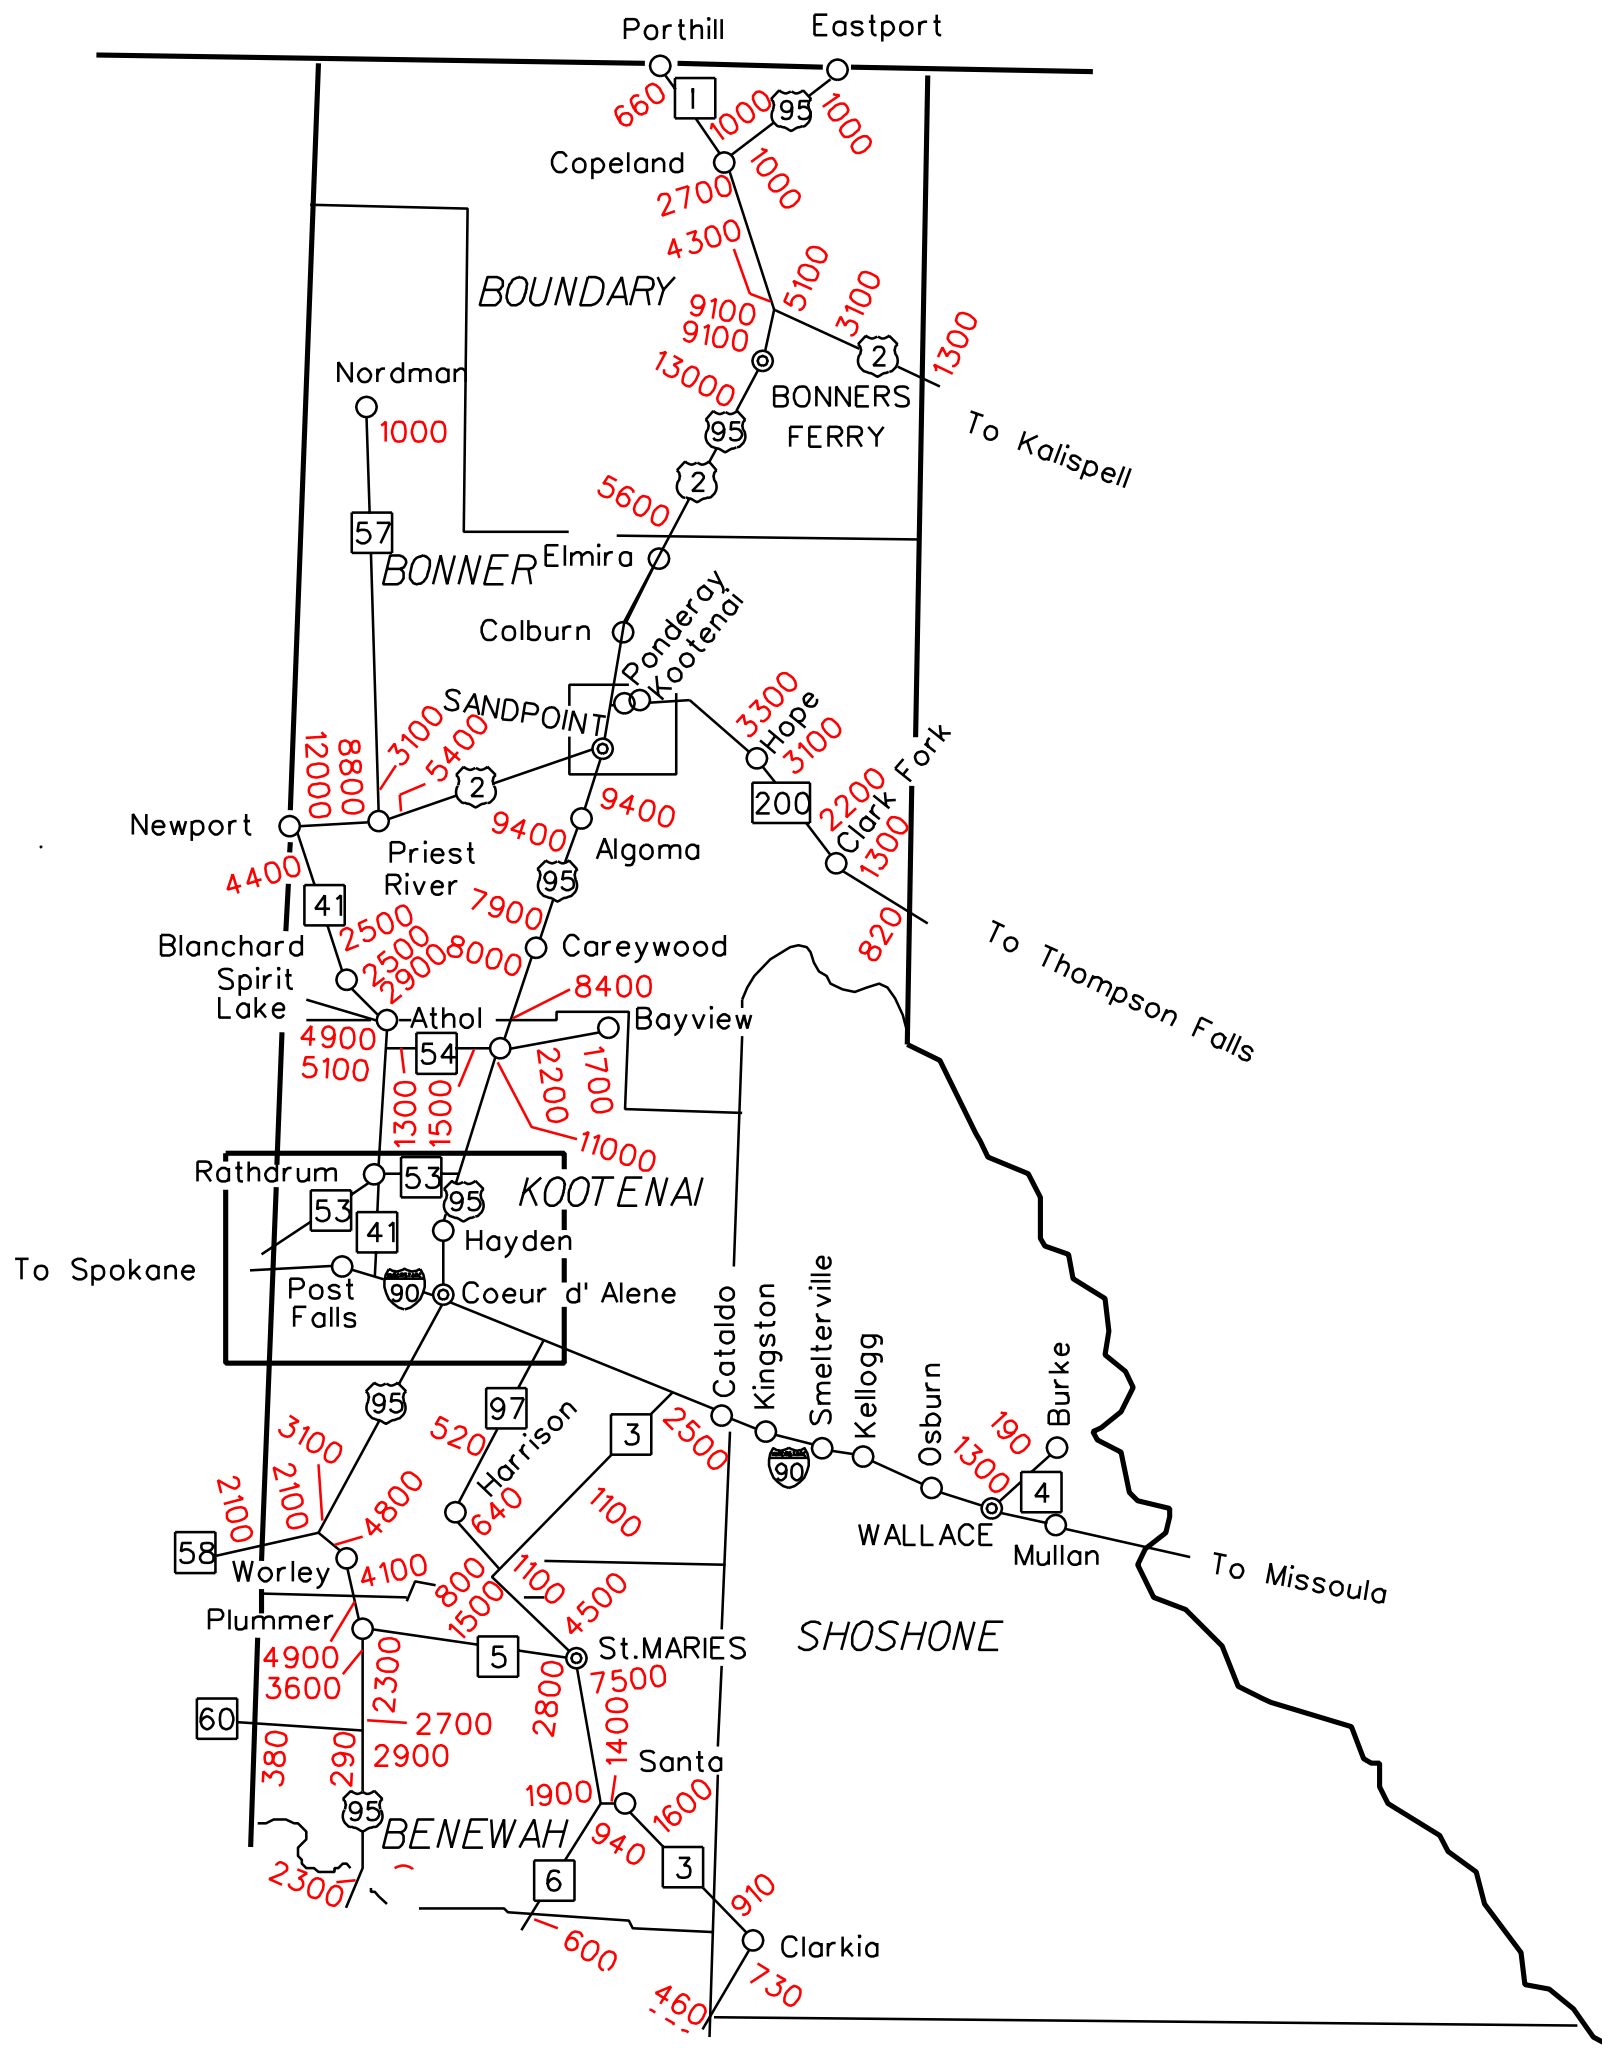 Porthill
Eastport
660
1
1000
95
1000
Copeland
1000
2700
4300
5100
BOUNDARY
3100
9100
9100
2
1300
13000
Nordman
BONNERS
FERRY
1000
95
To Kalispell
2
5600
57
BONNER
Elmira
Ponderay
Kootenai
Colburn
SANDPOINT
3300
Hope
3100
3100
5400
12000
8800
2
200
2200
Clark Fork
1300
9400
9400
Newport
Priest
River
Algoma
4400
41
95
7900
820
2500
Blanchard
2500
8000
Careywood
To Thompson Falls
Spirit
Lake
2900
8400
Athol
Bayview
4900
5100
54
2200
1700
1300
1500
11000
Rathdrum
53
53
95
KOOTENAI
41
Hayden
To Spokane
Post
Falls
90
Coeur d' Alene
Cataldo
Kingston
Smelterville
Kellogg
Osburn
Burke
95
97
520
Harrison
3
2500
3100
190
1300
90
4
2100
2100
4800
640
1100
58
WALLACE
Mullan
To Missoula
Worley
4100
800
1100
4500
1500
Plummer
4900
3600
2300
5
St.MARIES
SHOSHONE
7500
2800
1400
60
2700
2900
380
290
Santa
1900
1600
95
BENEWAH
940
2300
6
3
910
600
Clarkia
730
460